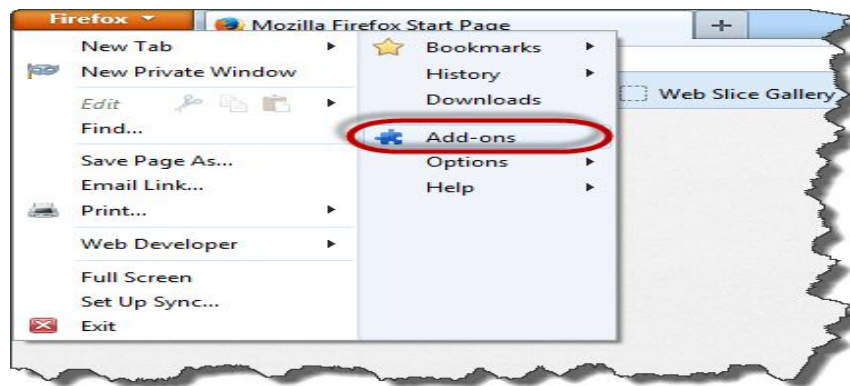 Firefox
Mozilla Firefox Start Page
New Tab
New Private Window
Edit
Find...
Save Page As...
Email Link...
Print...
Web Developer
Full Screen
Set Up Sync...
Exit
Bookmarks
History
Downloads
Add-ons
Options
Help
Web Slice Gallery